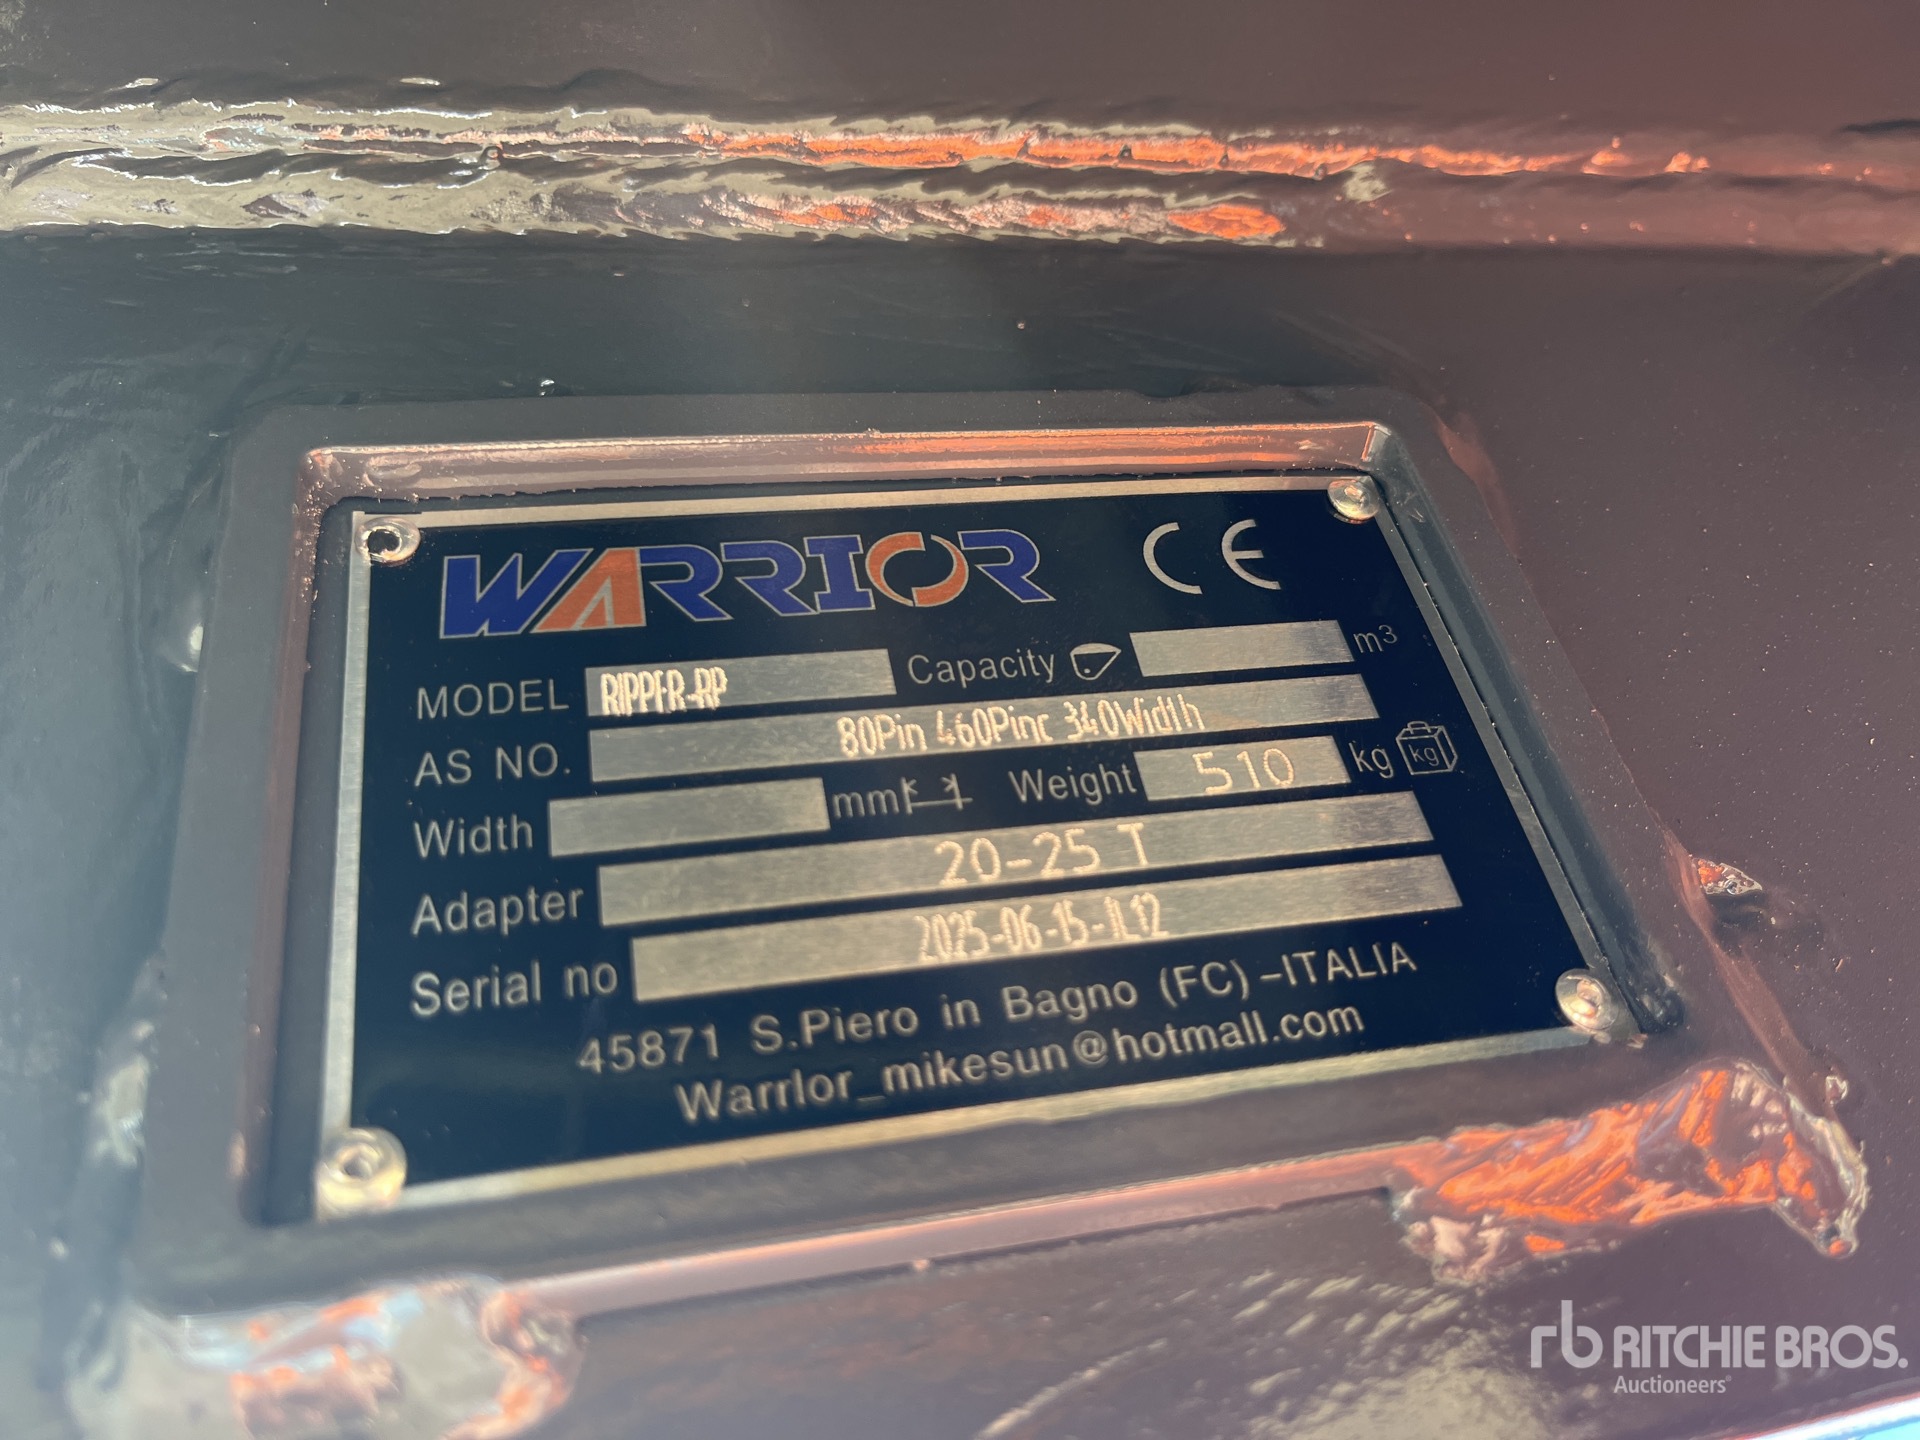 WARRIOR CE
MODEL RIPPER-RP Capacity m³
AS NO. 80Pin 460Pinc 340Width
Width mm Weight 510 kg kg
Adapter 20-25 T
Serial no 2025-06-15-JL12
45871 S.Piero in Bagno (FC)-ITALIA
Warrlor_mikesun@hotmall.com
rb RITCHIE BROS.
Auctioneers